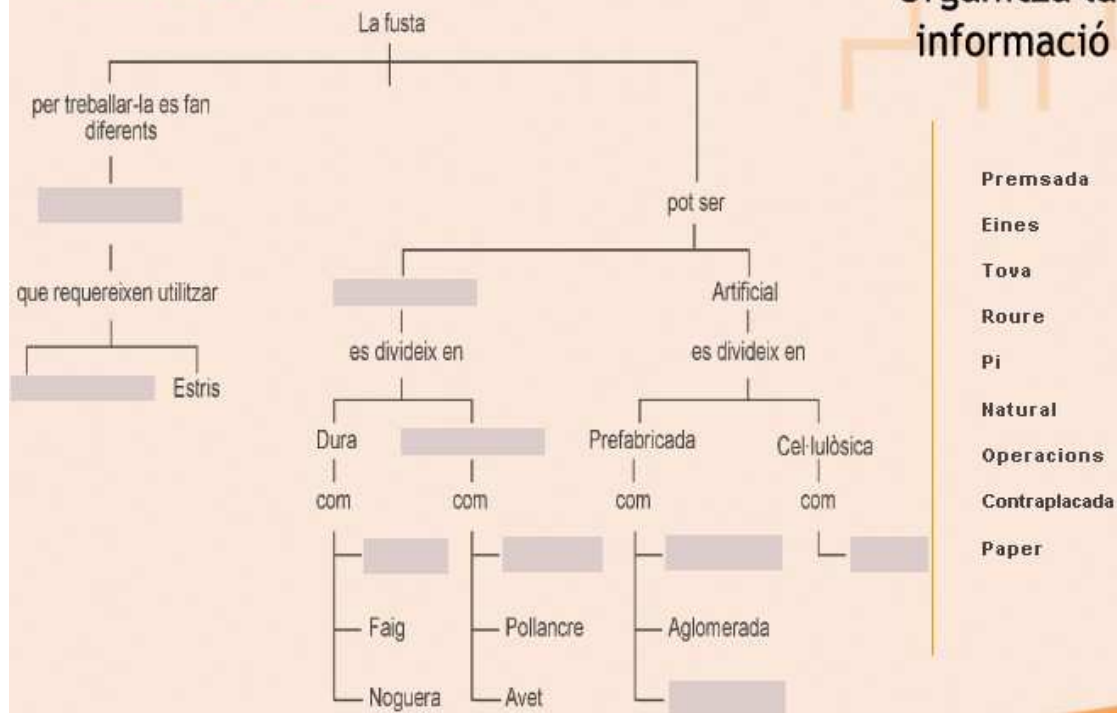 Organitza la
informació
La fusta
per treballar-la es fan
diferents
que requereixen utilitzar
Estris
pot ser
Artificial
es divideix en
es divideix en
Dura
Prefabricada
Cel·lulòsica
com
com
com
com
Faig
Pollancre
Aglomerada
Noguera
Avet
Premsada
Eines
Tova
Roure
Pi
Natural
Operacions
Contraplacada
Paper